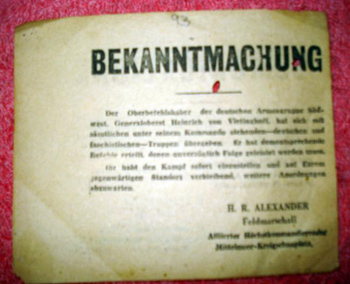 93
BEKANNTMACHUNG
Der Oberbefehlshaber der deutschen Armeegruppe Süd-
west, Generaloberst Heinrich von Vietinghoff, hat sich mit
sämtlichen unter seinem Kommando stehenden—deutschen und
faschistischen—Truppen übergeben. Er hat dementsprechende
Befehle erteilt, denen unverzüglich Folge geleistet werden muss.
Ihr habt den Kampf sofort einzustellen und auf Eurem
gegenwärtigen Standort verbleibend, weitere Anordnungen
abzuwarten.
H. R. ALEXANDER
Feldmarschall
Alliierter Höchstkommandierender
Mittelmeer-Kriegsschauplatz.